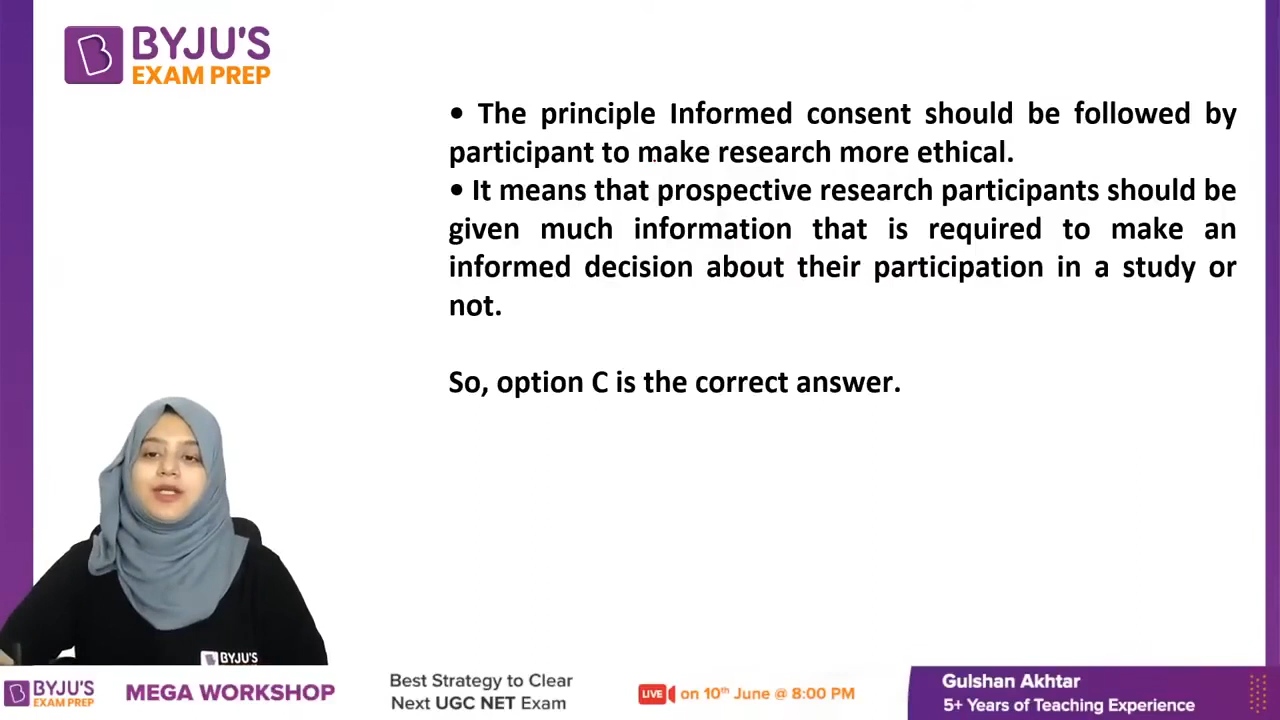 BYJU'S
EXAM PREP
• The principle Informed consent should be followed by
participant to make research more ethical.
• It means that prospective research participants should be
given much information that is required to make an
informed decision about their participation in a study or
not.
So, option C is the correct answer.
BYJU'S
BYJU'S
EXAM PREP
MEGA WORKSHOP
Best Strategy to Clear
Next UGC NET Exam
LIVE on 10th June @ 8:00 PM
Gulshan Akhtar
5+ Years of Teaching Experience